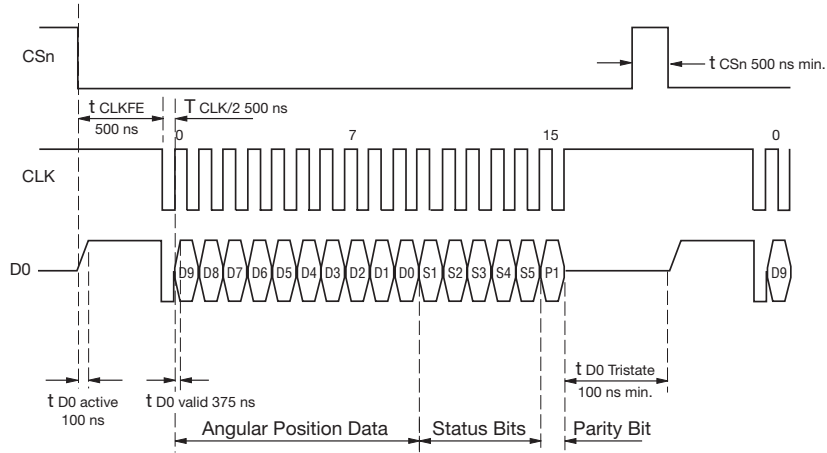 CSn
t CSn 500 ns min.
t CLKFE
500 ns
T CLK/2 500 ns
0 7 15 0
CLK
D0
D9 D8 D7 D6 D5 D4 D3 D2 D1 D0 S1 S2 S3 S4 S5 P1 D9
t D0 active
100 ns
t D0 valid 375 ns
t D0 Tristate
100 ns min.
Angular Position Data Status Bits Parity Bit